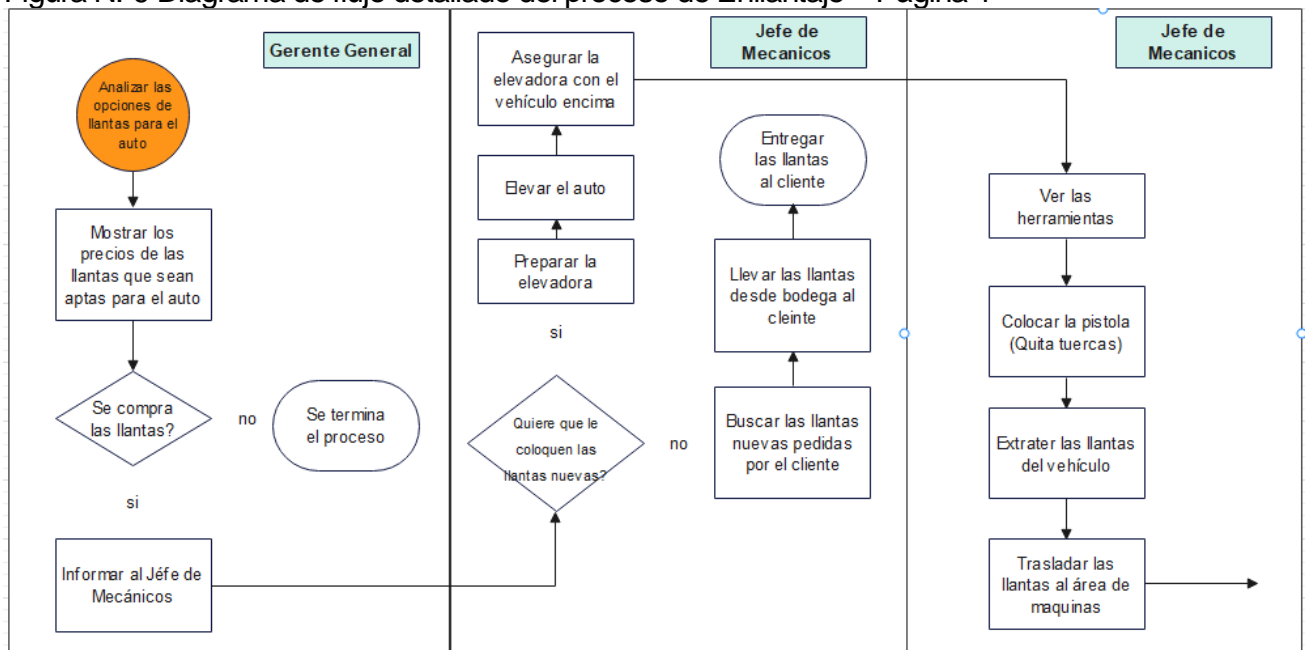 Gerente General
Analizar las
opciones de
llantas para el
auto
Mostrar los
precios de las
llantas que sean
aptas para el auto
Se compra
las llantas?
no
Se termina
el proceso
si
Informar al Jéfe de
Mecánicos
Jefe de
Mecanicos
Asegurar la
elevadora con el
vehículo encima
Elevar el auto
Preparar la
elevadora
si
Quiere que le
coloquen las
llantas nuevas?
no
Entregar
las llantas
al cliente
Llevar las llantas
desde bodega al
cleinte
Buscar las llantas
nuevas pedidas
por el cliente
Jefe de
Mecanicos
Ver las
herramientas
Colocar la pistola
(Quita tuercas)
Extrater las llantas
del vehículo
Trasladar las
llantas al área de
maquinas